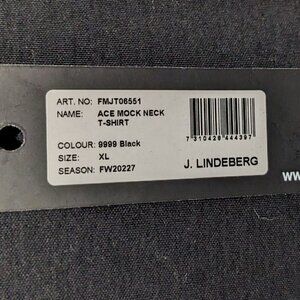 ART. NO: FMJT06551
NAME: ACE MOCK NECK
T-SHIRT
7 310428 444397
COLOUR: 9999 Black
SIZE: XL
J. LINDEBERG
SEASON: FW20227
www.